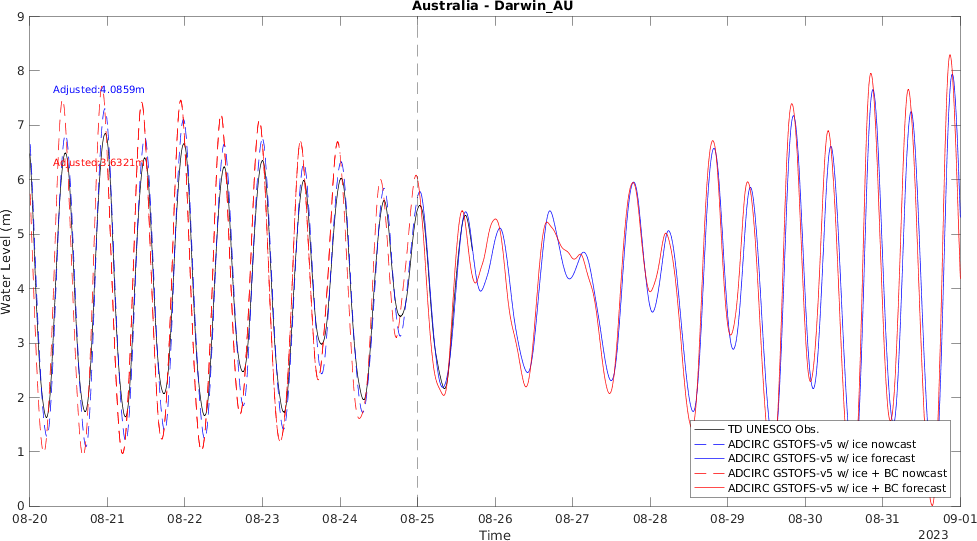 Australia - Darwin_AU
9
8
7
6
5
4
3
2
1
0
Water Level (m)
Adjusted:4.0859m
Adjusted:3.6321m
TD UNESCO Obs.
ADCIRC GSTOFS-v5 w/ ice nowcast
ADCIRC GSTOFS-v5 w/ ice forecast
ADCIRC GSTOFS-v5 w/ ice + BC nowcast
ADCIRC GSTOFS-v5 w/ ice + BC forecast
08-20 08-21 08-22 08-23 08-24 08-25 08-26 08-27 08-28 08-29 08-30 08-31 09-01
Time
2023